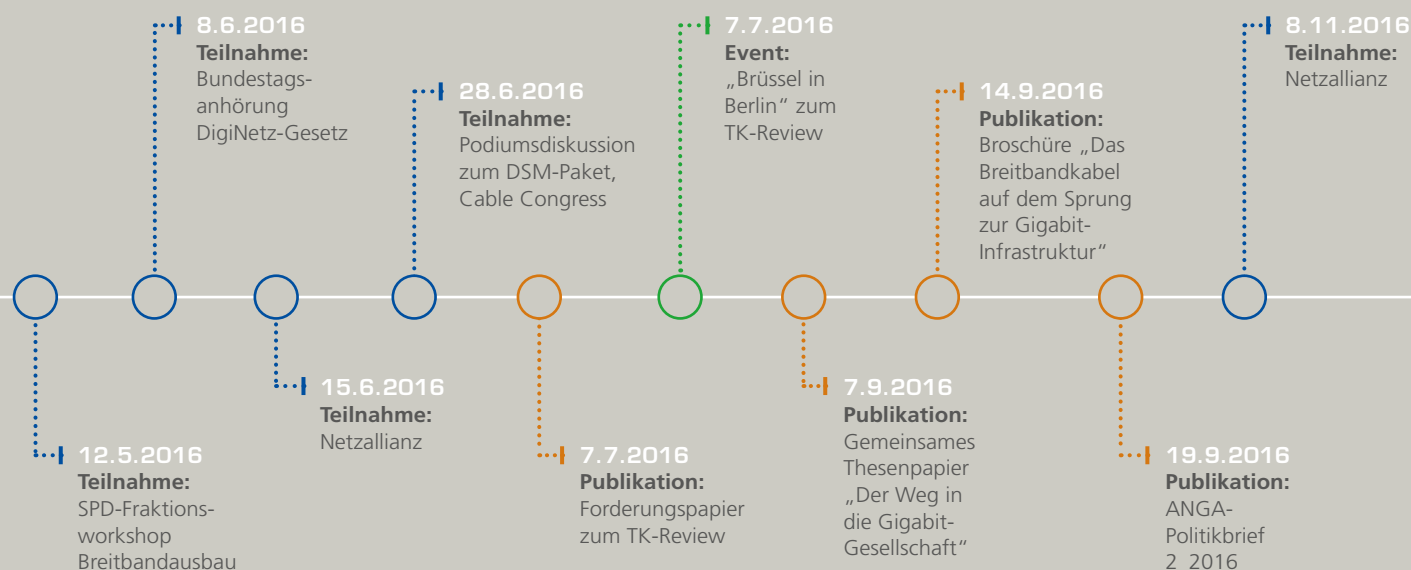 8.6.2016
Teilnahme:
Bundestags-
anhörung
DigiNetz-Gesetz
28.6.2016
Teilnahme:
Podiumsdiskussion
zum DSM-Paket,
Cable Congress
7.7.2016
Event:
„Brüssel in
Berlin“ zum
TK-Review
14.9.2016
Publikation:
Broschüre „Das
Breitbandkabel
auf dem Sprung
zur Gigabit-
Infrastruktur“
8.11.2016
Teilnahme:
Netzallianz
12.5.2016
Teilnahme:
SPD-Fraktions-
workshop
Breitbandausbau
15.6.2016
Teilnahme:
Netzallianz
7.7.2016
Publikation:
Forderungspapier
zum TK-Review
7.9.2016
Publikation:
Gemeinsames
Thesenpapier
„Der Weg in
die Gigabit-
Gesellschaft“
19.9.2016
Publikation:
ANGA-
Politikbrief
2_2016